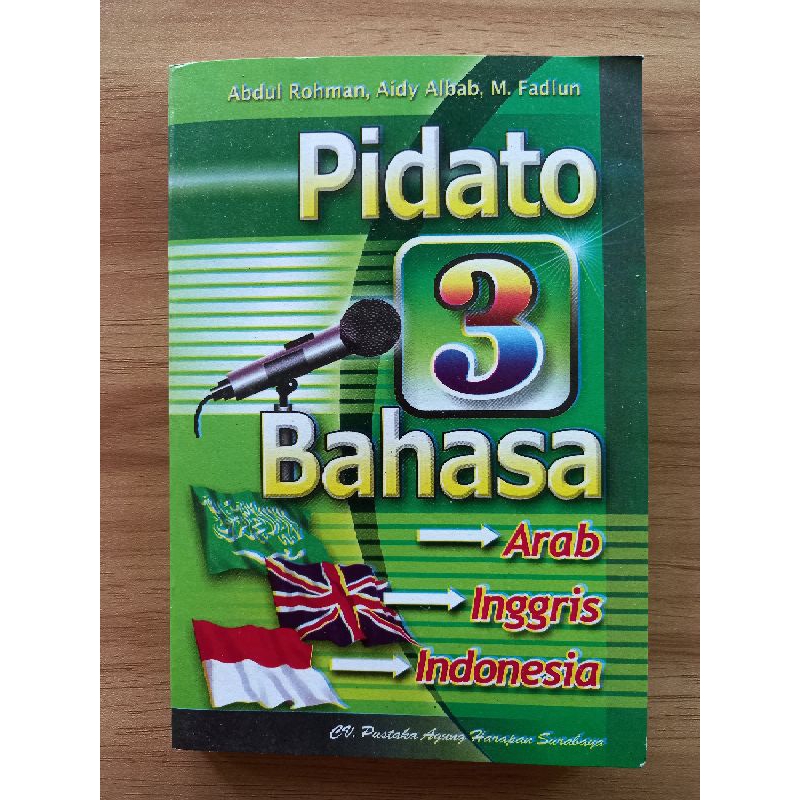 Abdul Rohman, Aidy Albab, M. Fadlun
Pidato
3
Bahasa
Arab
Inggris
Indonesia
CV. Pustaka Agung Harapan Surabaya